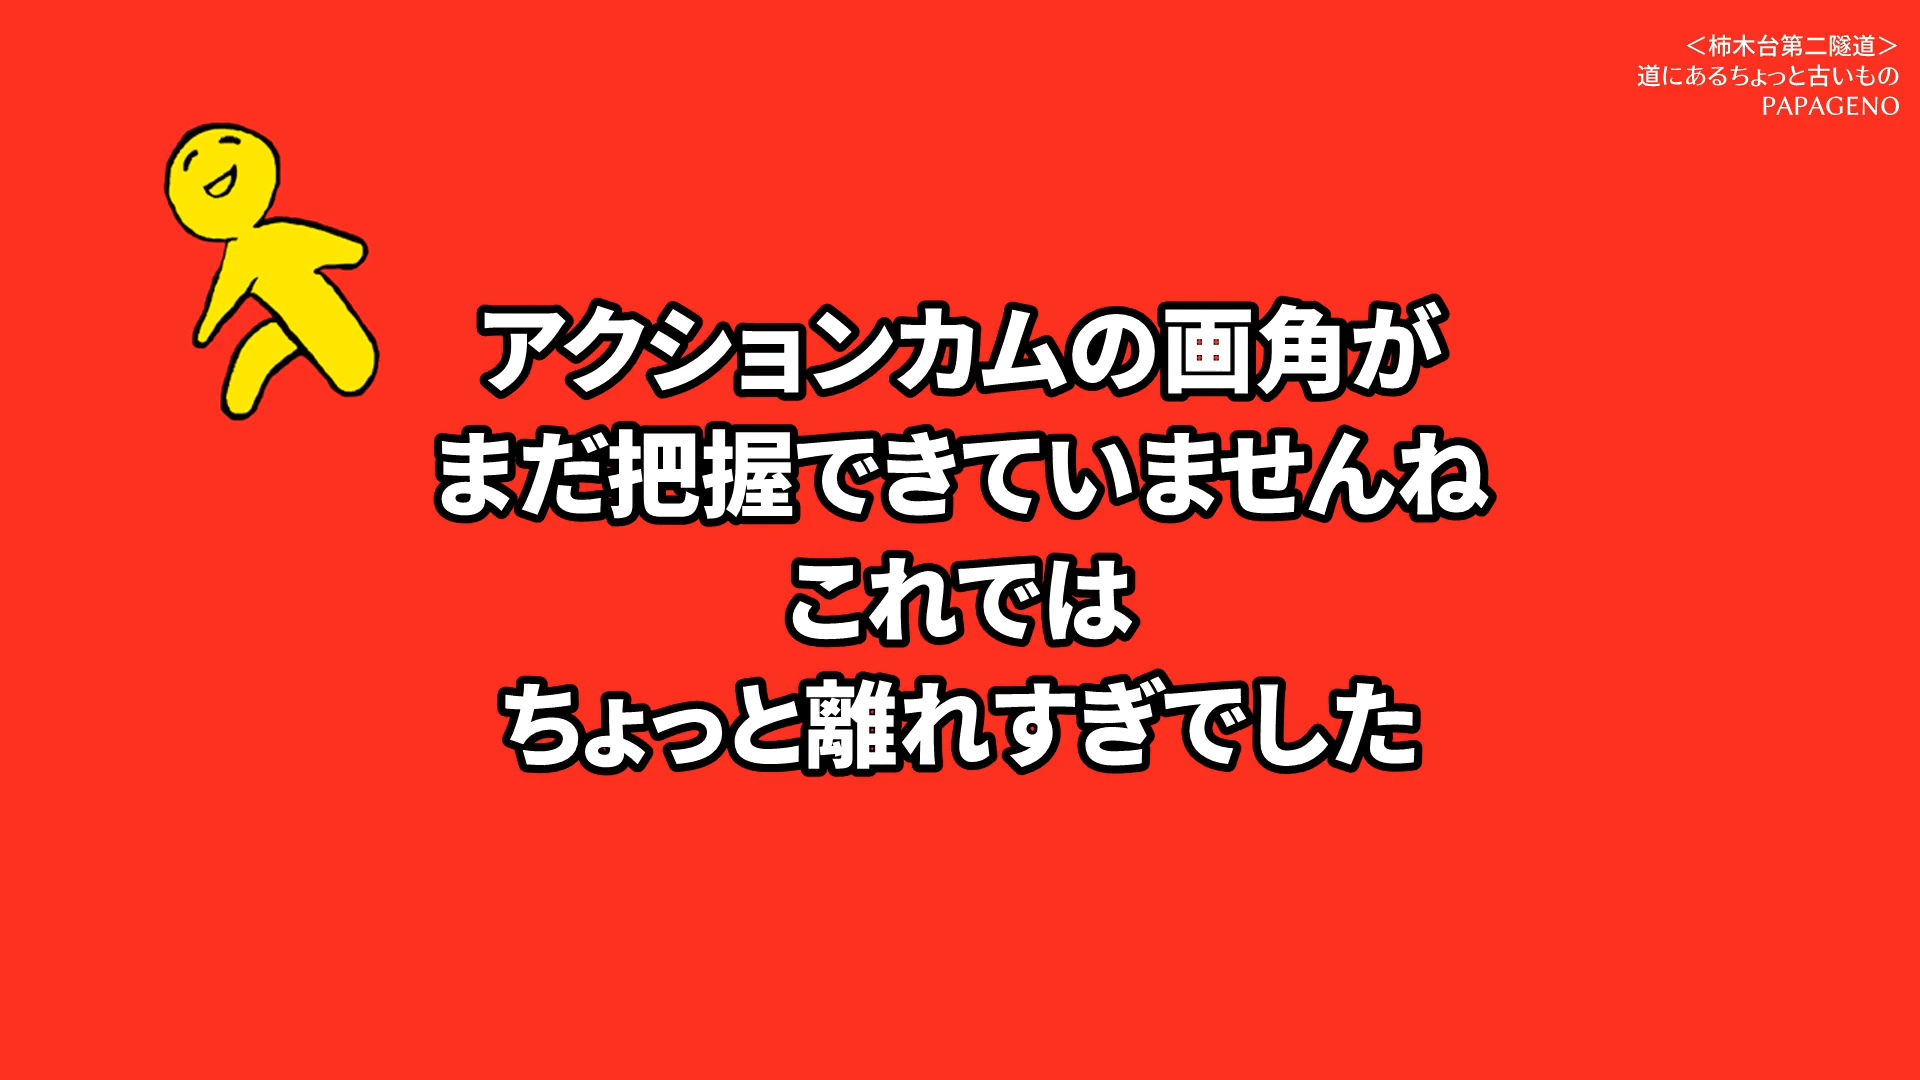 ＜柿木台第二隧道＞
道にあるちょっと古いもの
PAPAGENO
アクションカムの画角が
まだ把握できていませんね
これでは
ちょっと離れすぎでした